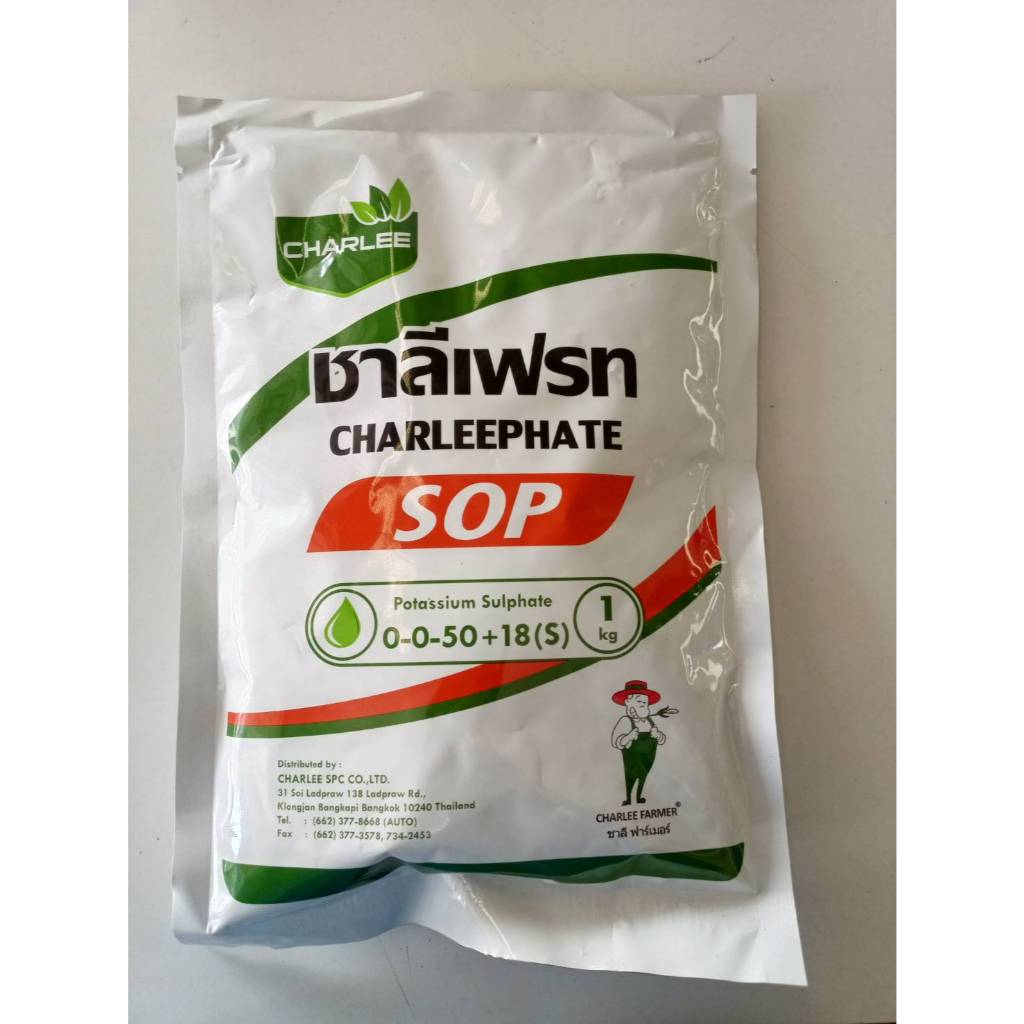 CHARLEE
ชาลีเฟรท
CHARLEEPHATE
SOP
Potassium Sulphate
0-0-50+18(S)
1
kg
Distributed by :
CHARLEE SPC CO.,LTD.
31 Soi Ladpraw 138 Ladpraw Rd.,
Klongjan Bangkapi Bangkok 10240 Thailand
Tel. : (662) 377-8668 (AUTO)
Fax : (662) 377-3578, 734-2453
CHARLEE FARMER®
ชาลี ฟาร์เมอร์